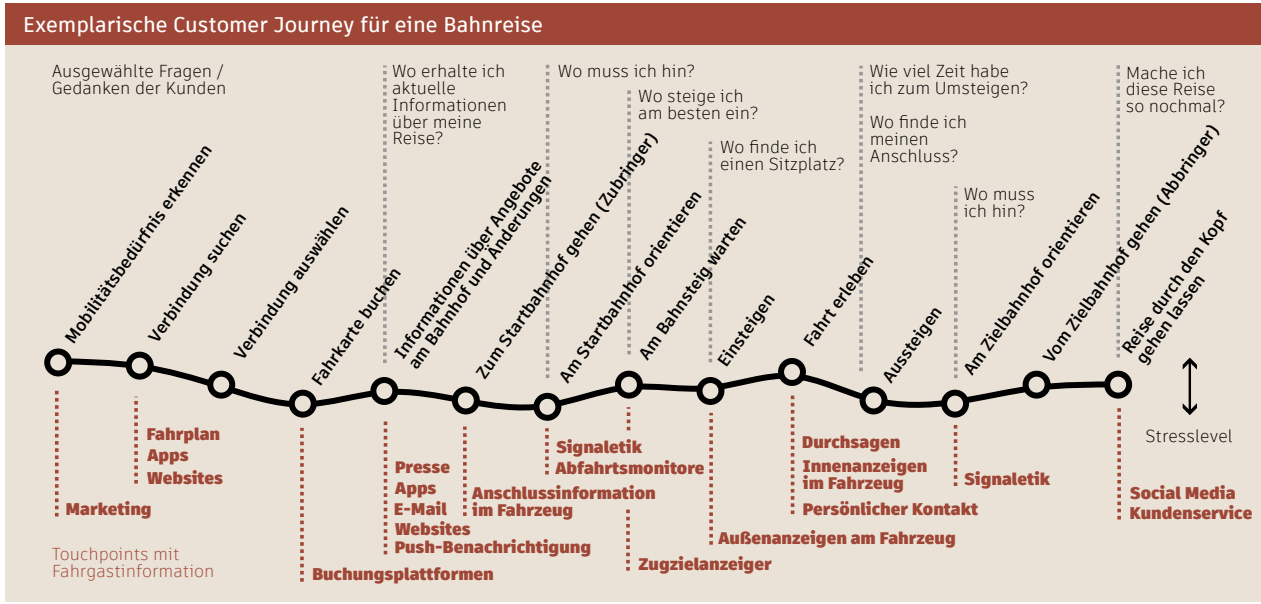 Exemplarische Customer Journey für eine Bahnreise
Ausgewählte Fragen /
Gedanken der Kunden
Wo erhalte ich
aktuelle
Informationen
über meine
Reise?
Wo muss ich hin?
Wo steige ich
am besten ein?
Wo finde ich
einen Sitzplatz?
Wie viel Zeit habe
ich zum Umsteigen?
Wo finde ich
meinen
Anschluss?
Wo muss
ich hin?
Mache ich
diese Reise
so nochmal?
Mobilitätsbedürfnis erkennen
Verbindung suchen
Verbindung auswählen
Fahrkarte buchen
Informationen über Angebote
am Bahnhof und Änderungen
Zum Startbahnhof gehen (Zubringer)
Am Startbahnhof orientieren
Am Bahnsteig warten
Einsteigen
Fahrt erleben
Aussteigen
Am Zielbahnhof orientieren
Vom Zielbahnhof gehen (Abbringer)
Reise durch den Kopf
gehen lassen
Stresslevel
Marketing
Fahrplan
Apps
Websites
Buchungsplattformen
Presse
Apps
E-Mail
Websites
Push-Benachrichtigung
Anschlussinformation
im Fahrzeug
Signaletik
Abfahrtsmonitore
Zugzielanzeiger
Außenanzeigen am Fahrzeug
Durchsagen
Innenanzeigen
im Fahrzeug
Persönlicher Kontakt
Signaletik
Social Media
Kundenservice
Touchpoints mit
Fahrgastinformation